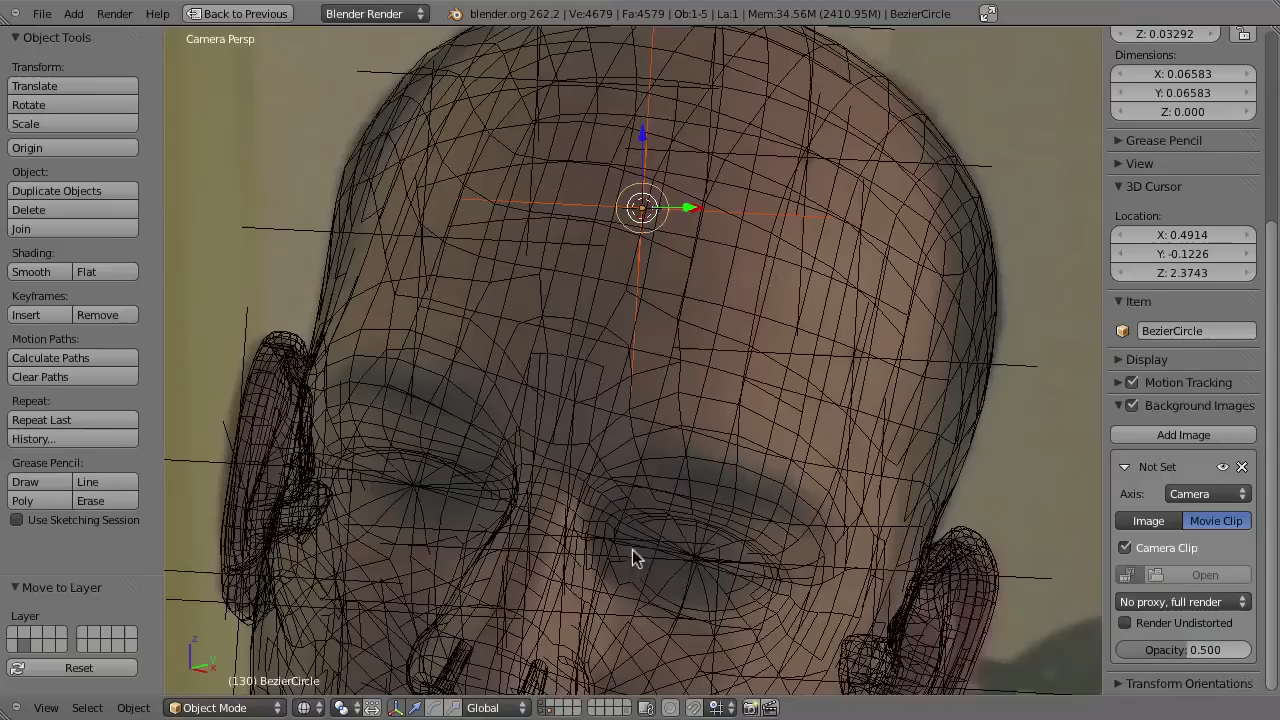 File Add Render Help Back to Previous Blender Render blender.org 262.2 | Ve:4679 | Fa:4579 | Ob:1-5 | La:1 | Mem:34.56M (2410.95M) | BezierCircle
Object Tools
Transform:
Translate
Rotate
Scale
Origin
Object:
Duplicate Objects
Delete
Join
Shading:
Smooth Flat
Keyframes:
Insert Remove
Motion Paths:
Calculate Paths
Clear Paths
Repeat:
Repeat Last
History...
Grease Pencil:
Draw Line
Poly Erase
Use Sketching Session
Move to Layer
Layer
Reset
Camera Persp
z
y
x
(130) BezierCircle
Z: 0.03292
Dimensions:
X: 0.06583
Y: 0.06583
Z: 0.000
Grease Pencil
View
3D Cursor
Location:
X: 0.4914
Y: -0.1226
Z: 2.3743
Item
BezierCircle
Display
Motion Tracking
Background Images
Add Image
Not Set
Axis: Camera
Image Movie Clip
Camera Clip
Open
No proxy, full render
Render Undistorted
Opacity: 0.500
Transform Orientations
View Select Object Object Mode Global